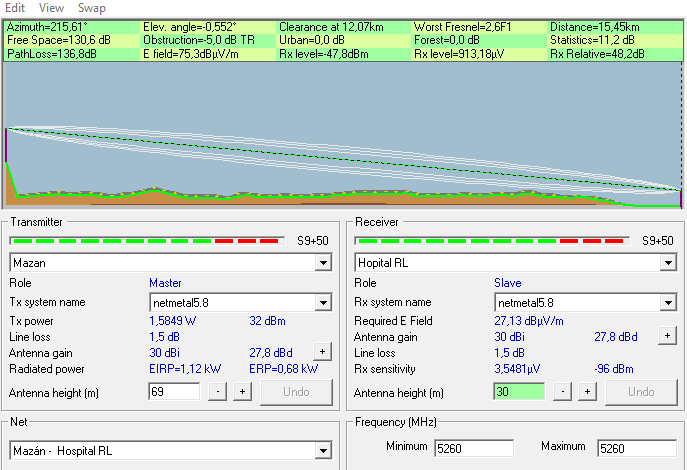 Edit View Swap
Azimuth=215,61° Elev. angle=-0,552° Clearance at 12,07km Worst Fresnel=2,6F1 Distance=15,45km
Free Space=130,6 dB Obstruction=-5,0 dB TR Urban=0,0 dB Forest=0,0 dB Statistics=11,2 dB
PathLoss=136,8dB E field=75,3dBµV/m Rx level=-47,8dBm Rx level=913,18µV Rx Relative=48,2dB
Transmitter
S9+50
Mazan
Role Master
Tx system name netmetal5.8
Tx power 1,5849 W 32 dBm
Line loss 1,5 dB
Antenna gain 30 dBi 27,8 dBd +
Radiated power EIRP=1,12 kW ERP=0,68 kW
Antenna height (m) 69 - + Undo
Net
Mazán - Hospital RL
Receiver
S9+50
Hopital RL
Role Slave
Rx system name netmetal5.8
Required E Field 27,13 dBµV/m
Antenna gain 30 dBi 27,8 dBd +
Line loss 1,5 dB
Rx sensitivity 3,5481µV -96 dBm
Antenna height (m) 30 - + Undo
Frequency (MHz)
Minimum 5260 Maximum 5260